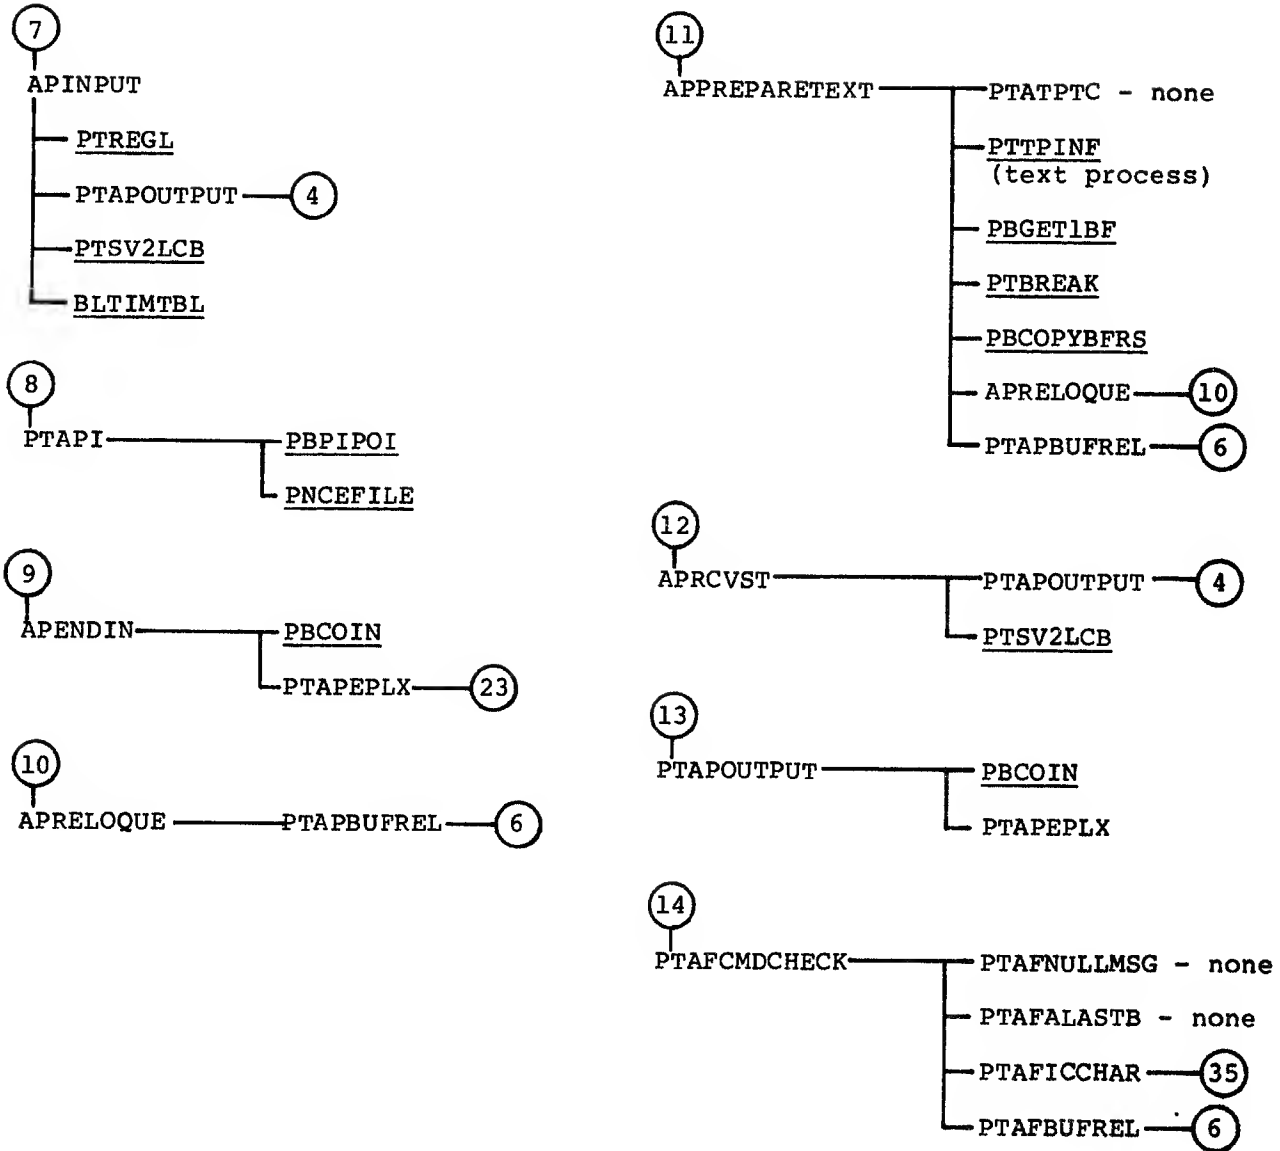 7
APINPUT
PTREGL
PTAPOUTPUT 4
PTSV2LCB
BLTIMTBL
8
PTAPI PBPIPOI
PNCEFILE
9
APENDIN PBCOIN
PTAPEPLX 23
10
APRELOQUE PTAPBUFREL 6
11
APPREPARETEXT PTATPTC - none
PTTPINF
(text process)
PBGET1BF
PTBREAK
PBCOPYBFRS
APRELOQUE 10
PTAPBUFREL 6
12
APRCVST PTAPOUTPUT 4
PTSV2LCB
13
PTAPOUTPUT PBCOIN
PTAPEPLX
14
PTAFCMDCHECK PTAFNULLMSG - none
PTAFALASTB - none
PTAFICCHAR 35
PTAFBUFREL 6